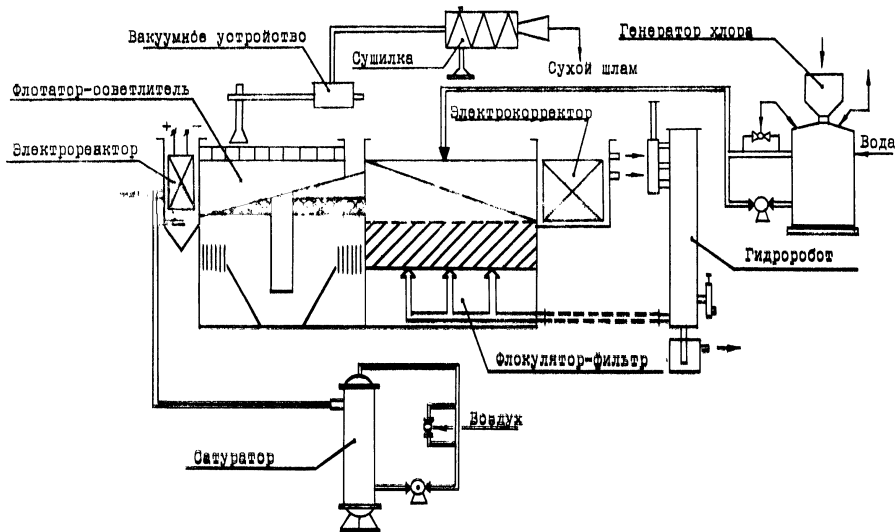 Генератор хлора
Вакуумное устройство
Сушилка
Сухой шлам
Флотатор-осветлитель
Электрокорректор
+ -
Электрореактор
Вода
Гидроробот
Флокулятор-фильтр
Воздух
Сатуратор